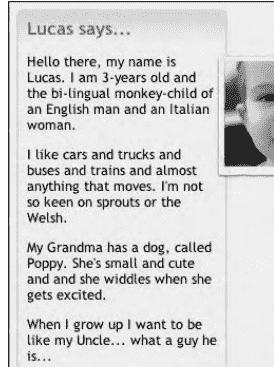 Lucas says...
Hello there, my name is
Lucas. I am 3-years old and
the bi-lingual monkey-child of
an English man and an Italian
woman.
I like cars and trucks and
buses and trains and almost
anything that moves. I'm not
so keen on sprouts or the
Welsh.
My Grandma has a dog, called
Poppy. She's small and cute
and and she widdles when she
gets excited.
When I grow up I want to be
like my Uncle... what a guy he
is...